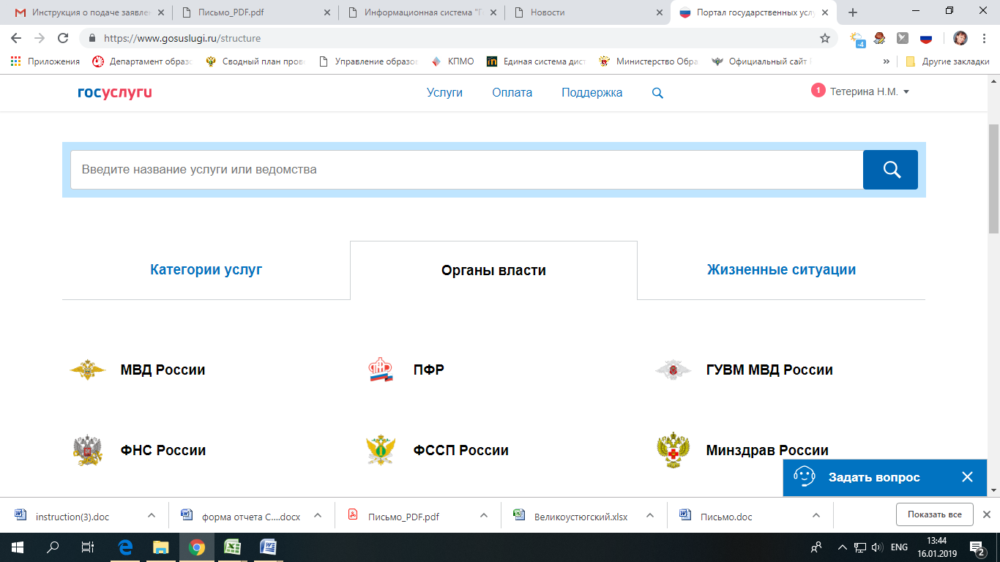 Инструкция о подаче заявлен
Письмо_PDF.pdf
Информационная система "Г
Новости
Портал государственных услу
https://www.gosuslugi.ru/structure
-4
Приложения
Департамент образо
Сводный план прове
Управление образов
КПМО
Единая система дист
Министерство Обра
Официальный сайт Р
»
Другие закладки
госуслуги
Услуги
Оплата
Поддержка
1
Тетерина Н.М.
Введите название услуги или ведомства
Категории услуг
Органы власти
Жизненные ситуации
МВД России
ПФР
ГУВМ МВД России
ФНС России
ФССП России
Минздрав России
Задать вопрос
instruction(3).doc
форма отчета С....docx
Письмо_PDF.pdf
Великоустюгский.xlsx
Письмо.doc
Показать все
ENG
13:44
16.01.2019
2